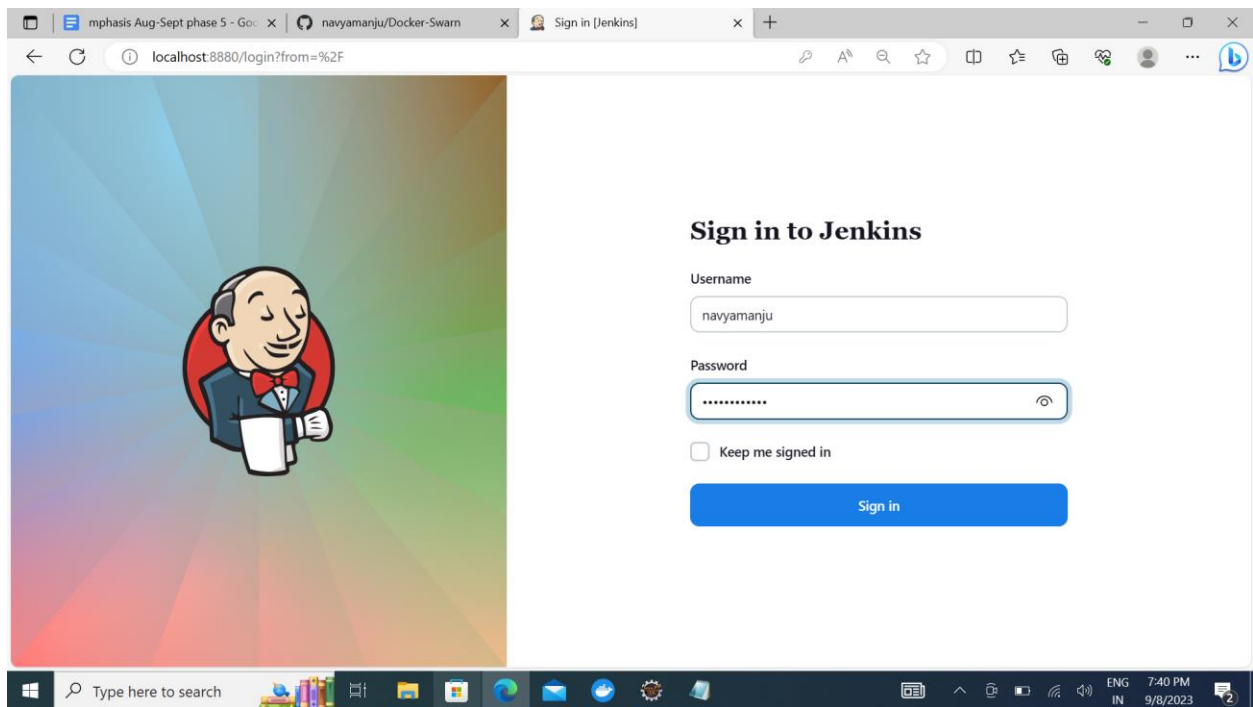 mphasis Aug-Sept phase 5 - Goo
navyamanju/Docker-Swarn
Sign in [Jenkins]
localhost:8880/login?from=%2F
Sign in to Jenkins
Username
navyamanju
Password
••••••••••••
Keep me signed in
Sign in
Type here to search
ENG
IN
7:40 PM
9/8/2023
2